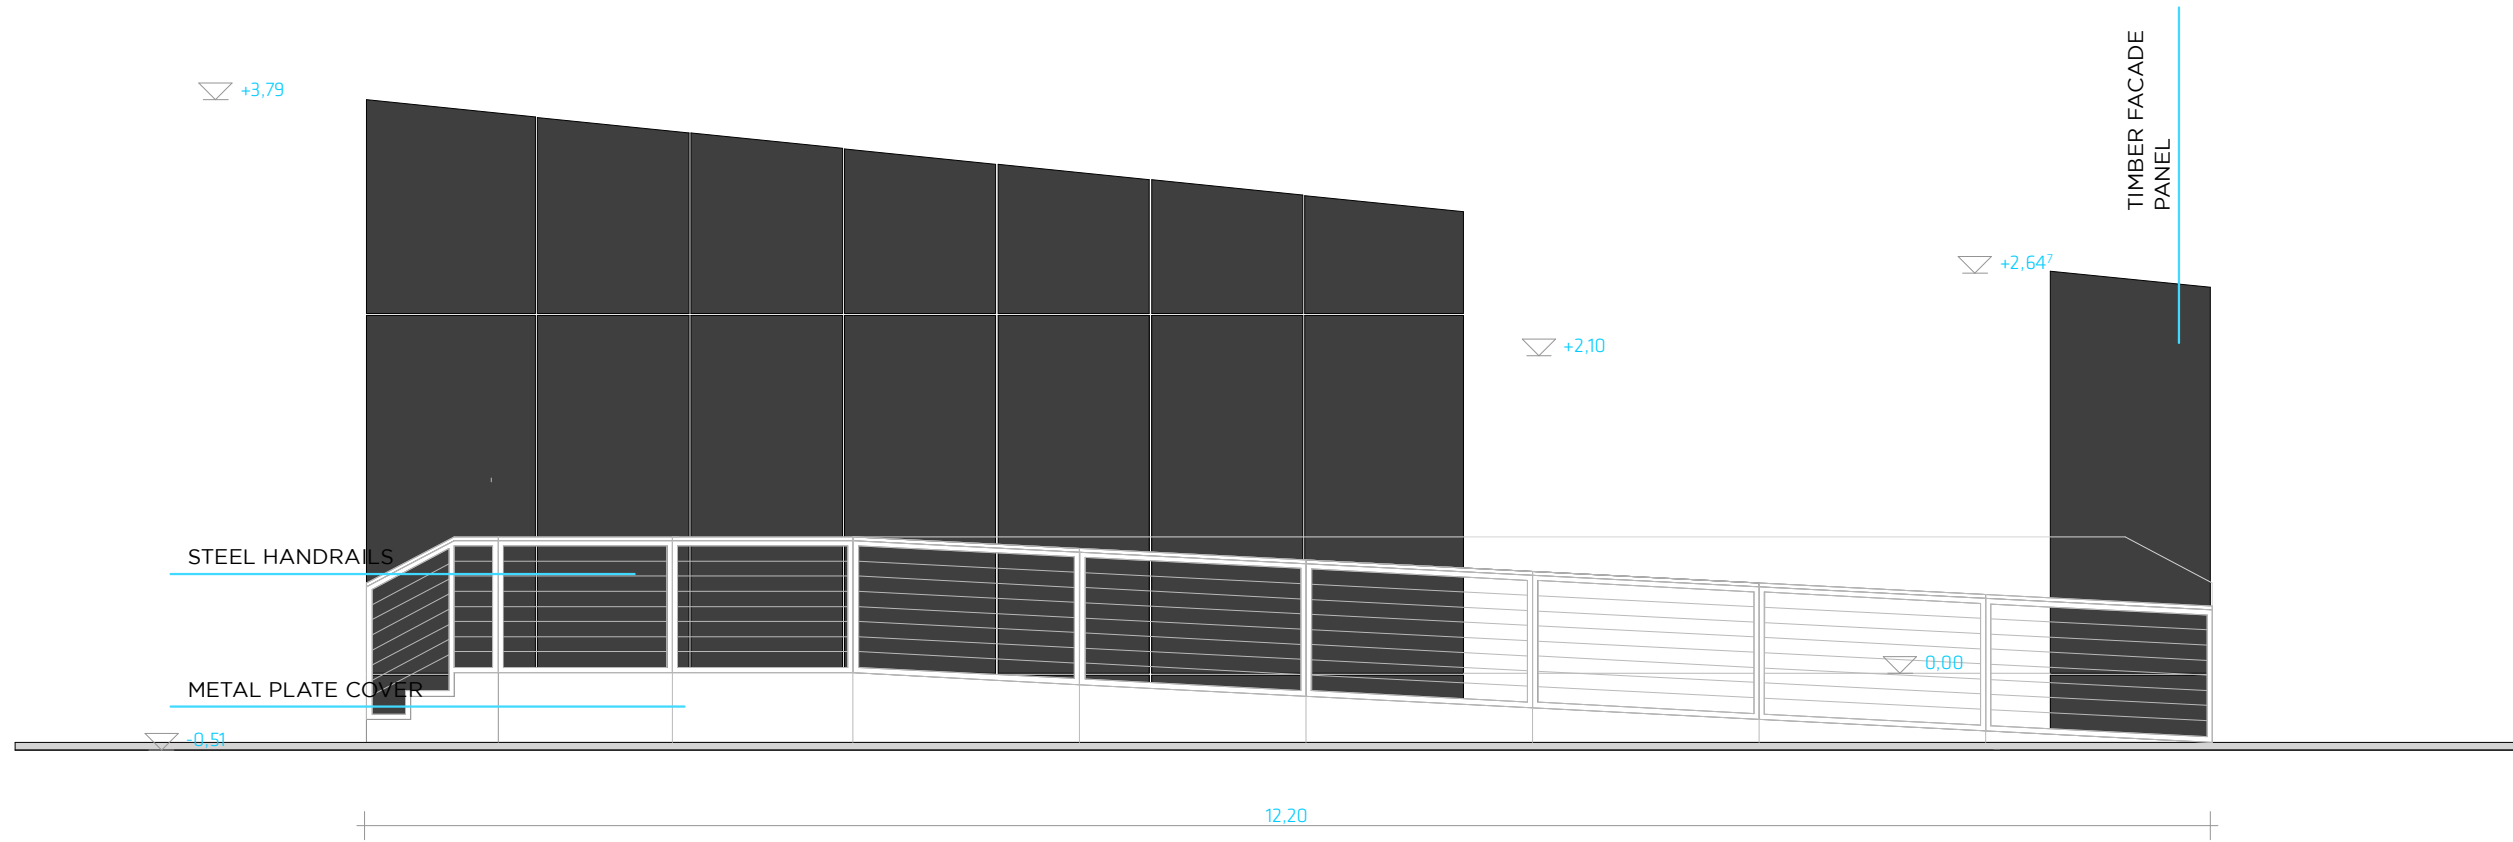 TIMBER FACADE
PANEL
+3,79
+2,64⁷
+2,10
STEEL HANDRAILS
0,00
METAL PLATE COVER
-0,51
12,20